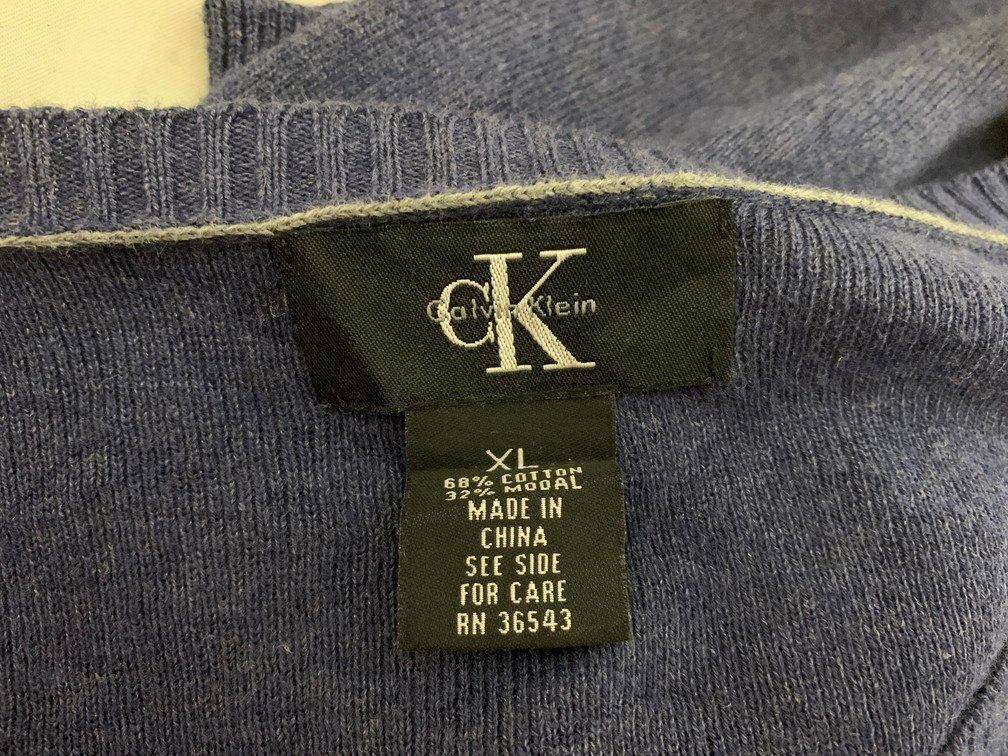 CK
Calvin Klein
XL
68% COTTON
32% MODAL
MADE IN
CHINA
SEE SIDE
FOR CARE
RN 36543